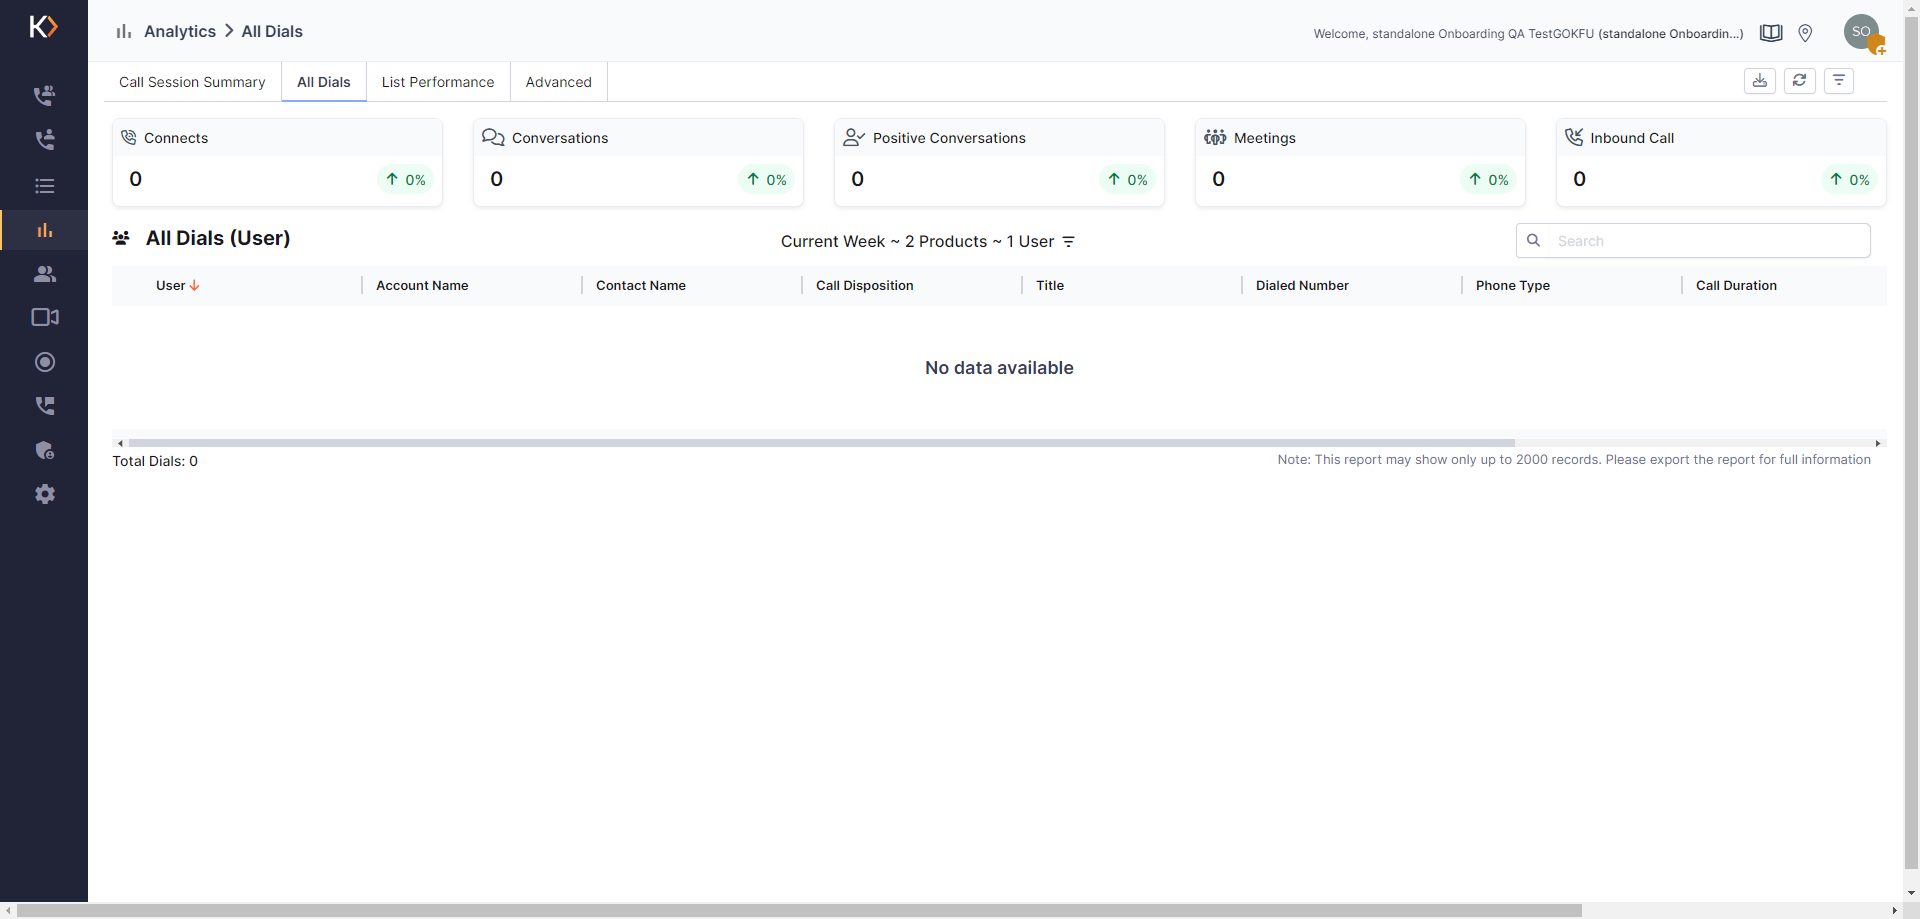 Analytics > All Dials
Welcome, standalone Onboarding QA TestGOKFU (standalone Onboardin...)
SO
Call Session Summary
All Dials
List Performance
Advanced
Connects
0
0%
Conversations
0
0%
Positive Conversations
0
0%
Meetings
0
0%
Inbound Call
0
0%
All Dials (User)
Current Week ~ 2 Products ~ 1 User
Search
User
Account Name
Contact Name
Call Disposition
Title
Dialed Number
Phone Type
Call Duration
No data available
Total Dials: 0
Note: This report may show only up to 2000 records. Please export the report for full information